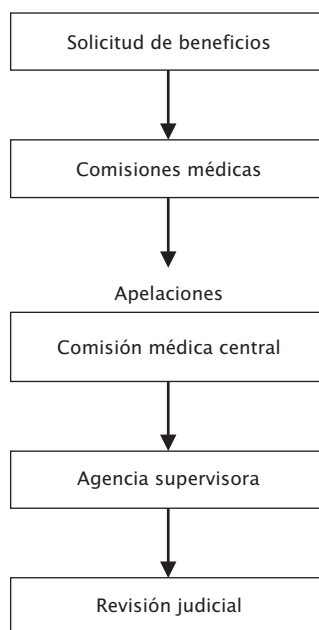 Solicitud de beneficios
Comisiones médicas
Apelaciones
Comisión médica central
Agencia supervisora
Revisión judicial